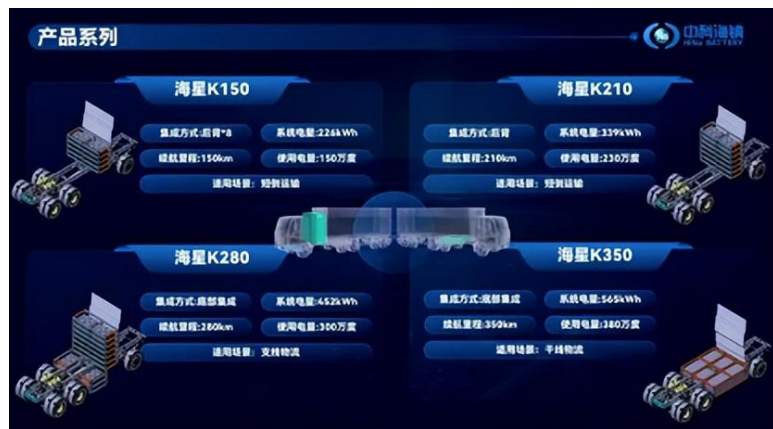 产品系列
中科海钠
HiNa BATTERY
海星K150
集成方式:后背*8
系统电量:226kWh
续航里程:150km
使用电量:150万度
适用场景：短倒运输
海星K210
集成方式:后背
系统电量:339kWh
续航里程:210km
使用电量:230万度
适用场景：短倒运输
海星K280
集成方式:底部集成
系统电量:452kWh
续航里程:280km
使用电量:300万度
适用场景：支线物流
海星K350
集成方式:底部集成
系统电量:565kWh
续航里程:350km
使用电量:380万度
适用场景：干线物流